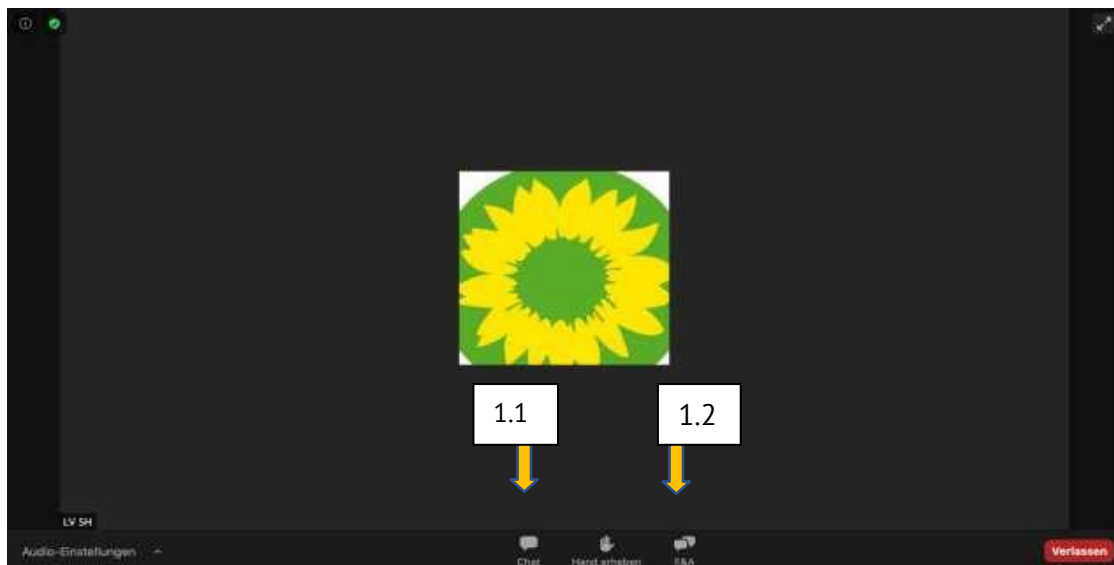 1.1
1.2
LV SH
Audio-Einstellungen
Chat
Hand erheben
F&A
Verlassen